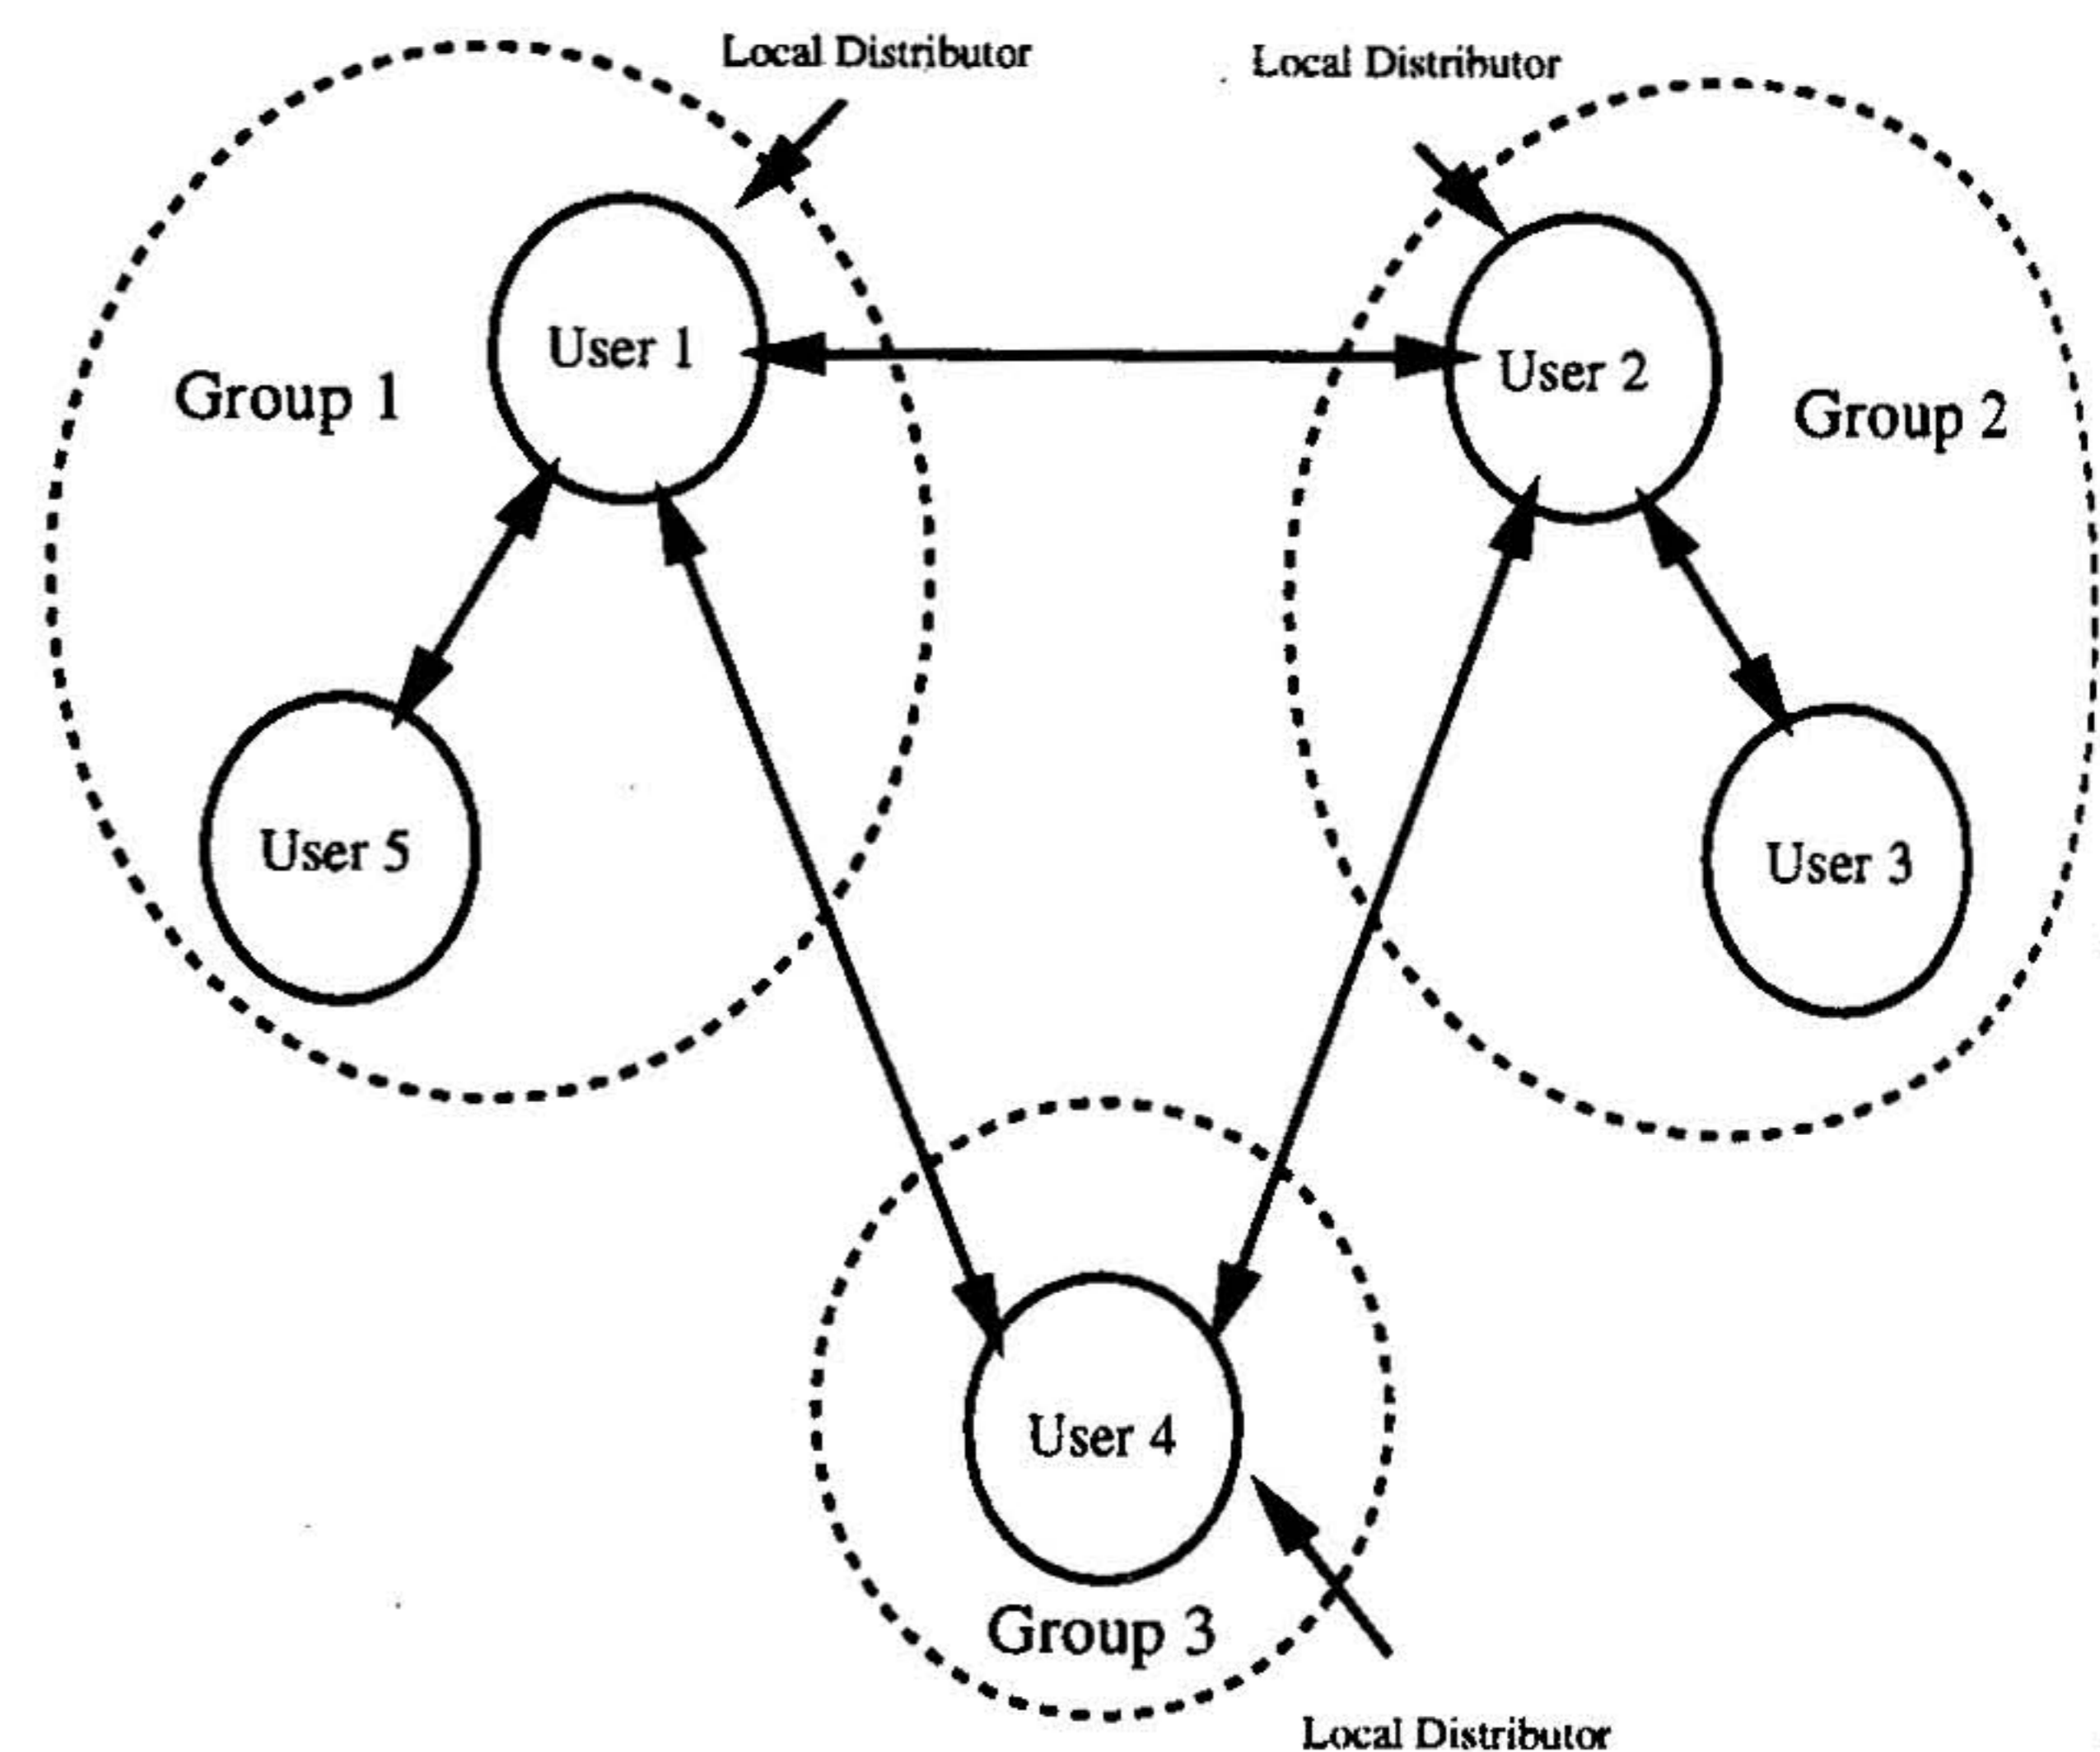 Local Distributor
Local Distributor
User 1
User 2
Group 1
Group 2
User 5
User 3
User 4
Group 3
Local Distributor